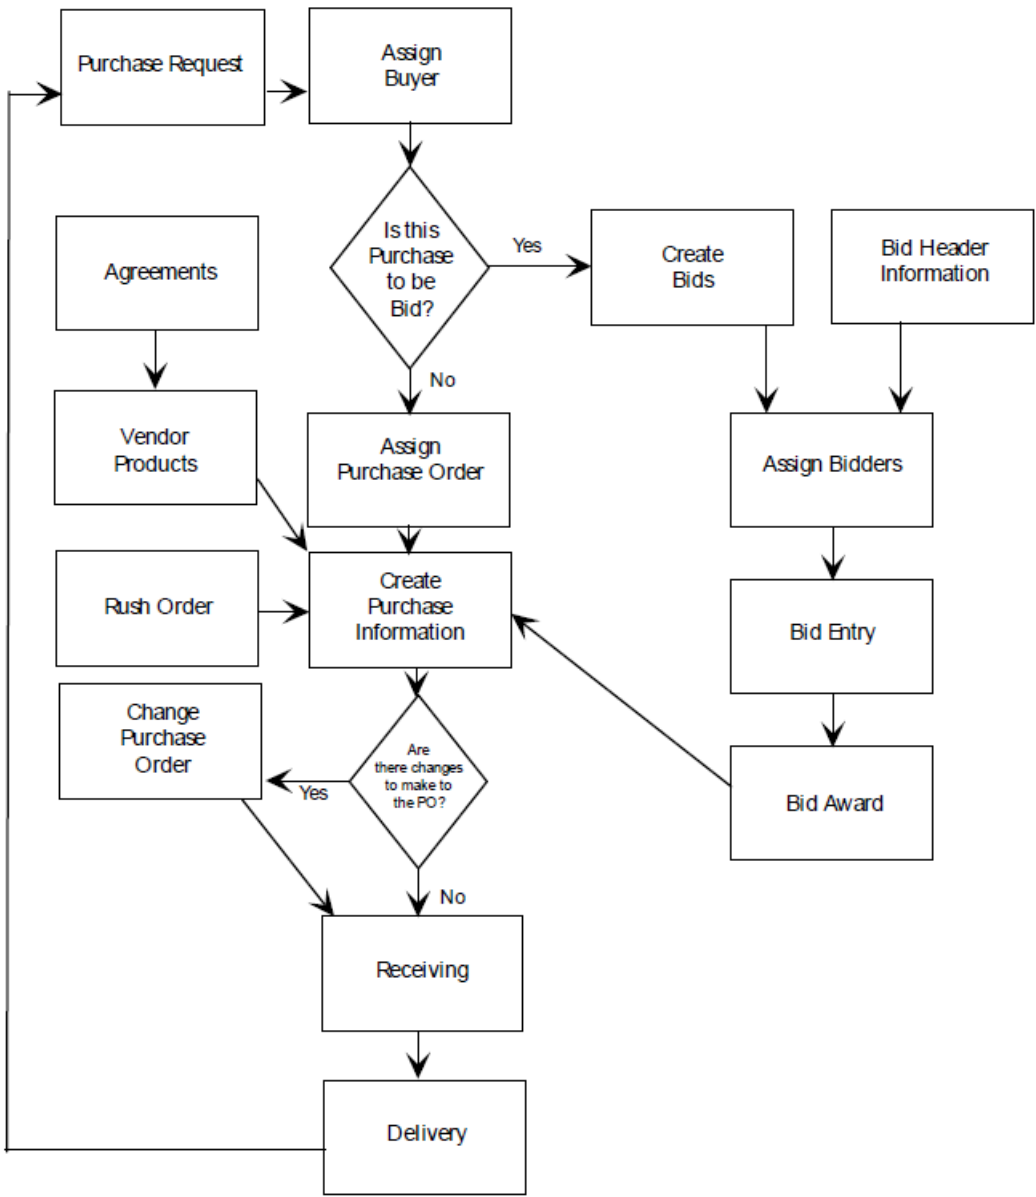 Purchase Request
Assign
Buyer
Is this
Purchase
to be
Bid?
Yes
Create
Bids
Bid Header
Information
Agreements
No
Vendor
Products
Assign
Purchase Order
Assign Bidders
Rush Order
Create
Purchase
Information
Bid Entry
Change
Purchase
Order
Are
there changes
to make to
the PO?
Yes
Bid Award
No
Receiving
Delivery